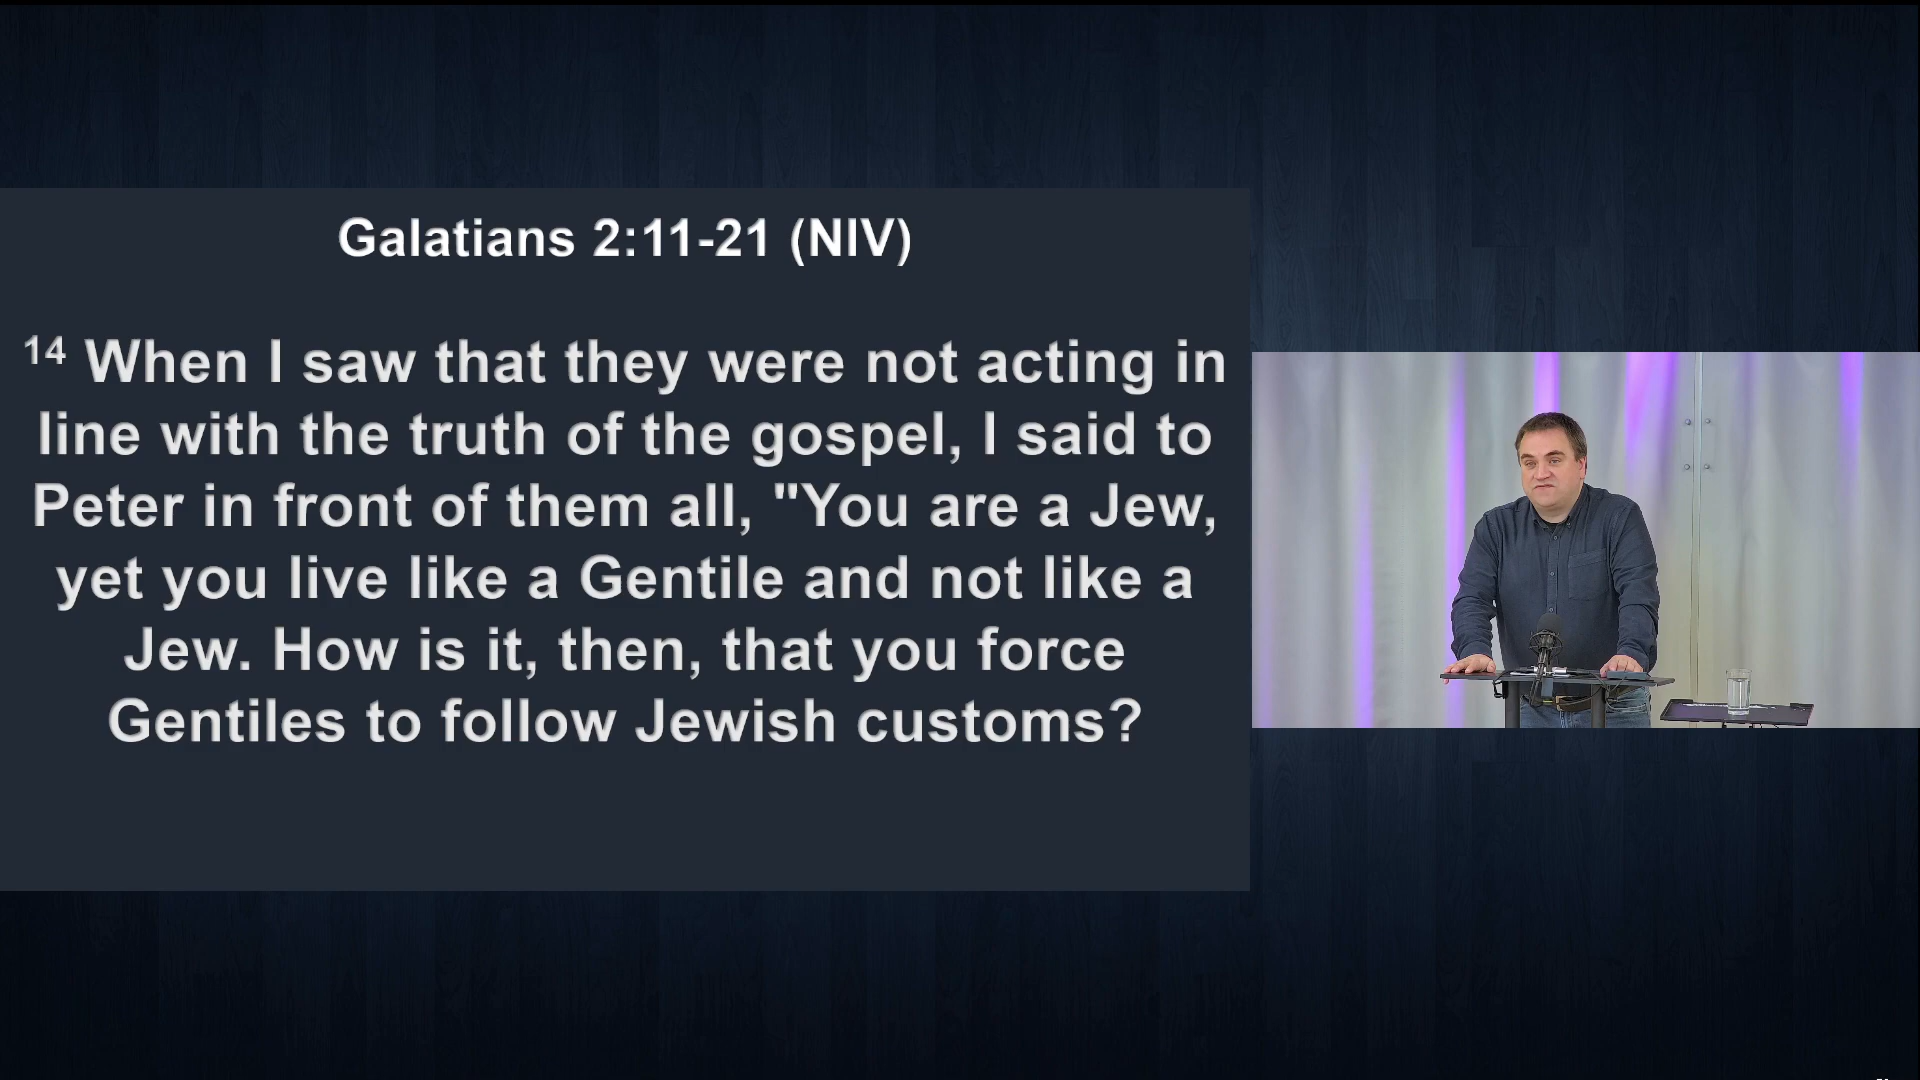 Galatians 2:11-21 (NIV)
14 When I saw that they were not acting in
line with the truth of the gospel, I said to
Peter in front of them all, "You are a Jew,
yet you live like a Gentile and not like a
Jew. How is it, then, that you force
Gentiles to follow Jewish customs?